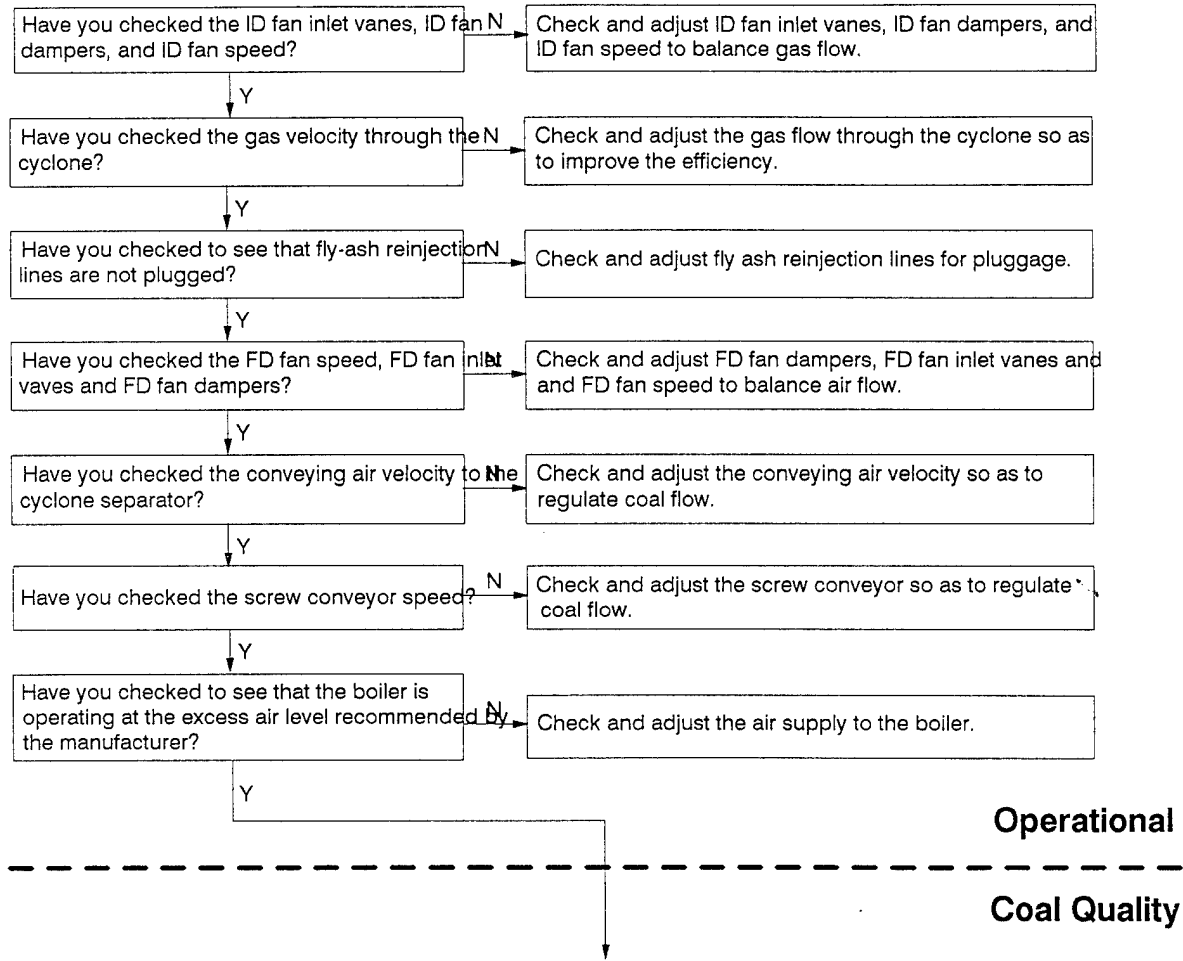 Have you checked the ID fan inlet vanes, ID fan
dampers, and ID fan speed?
N
Check and adjust ID fan inlet vanes, ID fan dampers, and
ID fan speed to balance gas flow.
Y
Have you checked the gas velocity through the
cyclone?
N
Check and adjust the gas flow through the cyclone so as
to improve the efficiency.
Y
Have you checked to see that fly-ash reinjection
lines are not plugged?
N
Check and adjust fly ash reinjection lines for pluggage.
Y
Have you checked the FD fan speed, FD fan inlet
vaves and FD fan dampers?
N
Check and adjust FD fan dampers, FD fan inlet vanes and
and FD fan speed to balance air flow.
Y
Have you checked the conveying air velocity to the
cyclone separator?
N
Check and adjust the conveying air velocity so as to
regulate coal flow.
Y
Have you checked the screw conveyor speed?
N
Check and adjust the screw conveyor so as to regulate
coal flow.
Y
Have you checked to see that the boiler is
operating at the excess air level recommended by
the manufacturer?
N
Check and adjust the air supply to the boiler.
Y
Operational
Coal Quality